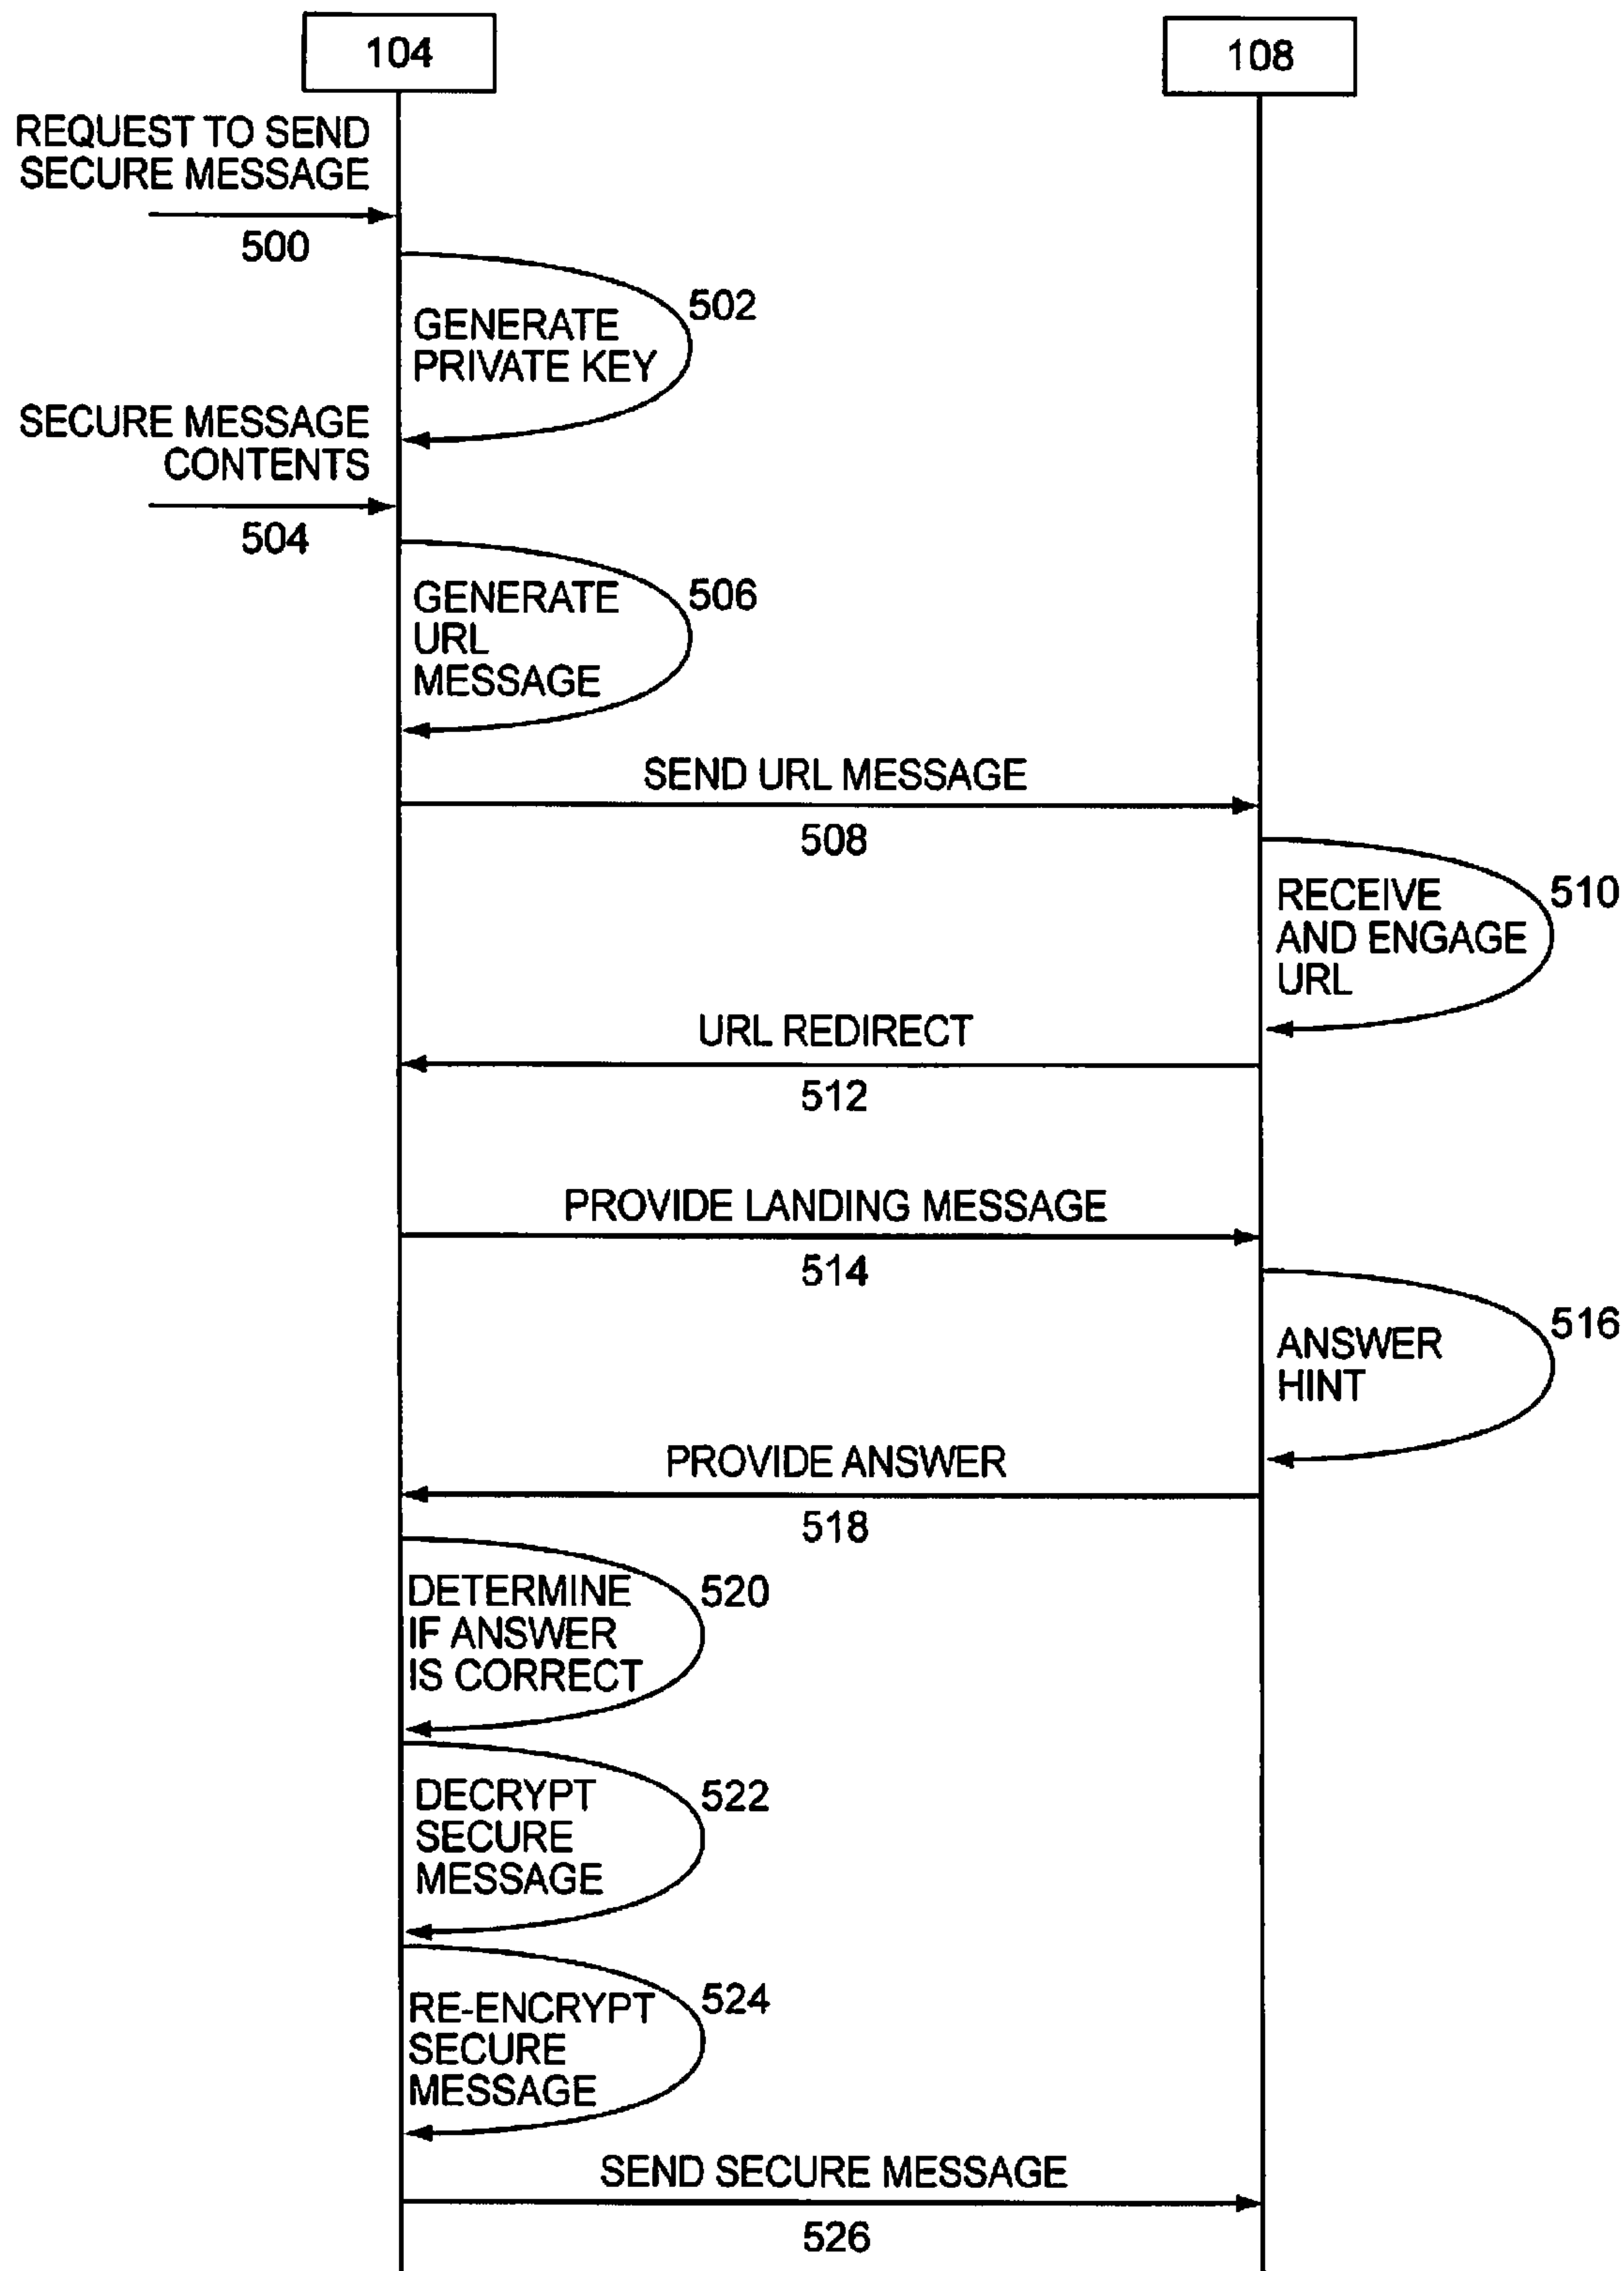 104
108
REQUEST TO SEND
SECURE MESSAGE
500
502
GENERATE
PRIVATE KEY
SECURE MESSAGE
CONTENTS
504
506
GENERATE
URL
MESSAGE
SEND URL MESSAGE
508
510
RECEIVE
AND ENGAGE
URL
URL REDIRECT
512
PROVIDE LANDING MESSAGE
514
516
ANSWER
HINT
PROVIDE ANSWER
518
520
DETERMINE
IF ANSWER
IS CORRECT
522
DECRYPT
SECURE
MESSAGE
524
RE-ENCRYPT
SECURE
MESSAGE
SEND SECURE MESSAGE
526